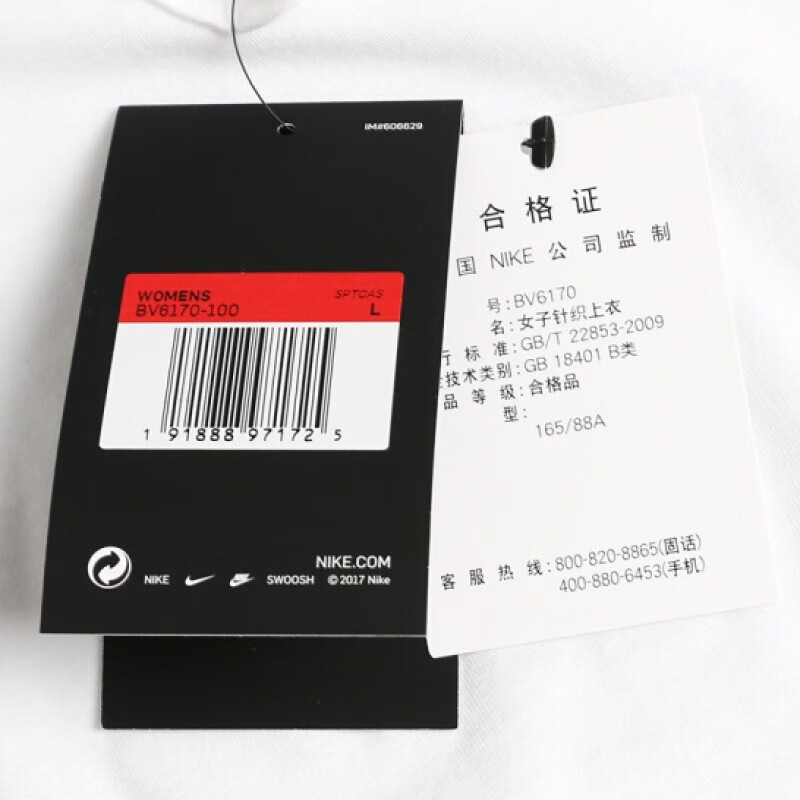 IM#606629
WOMENS
SPTCAS
BV6170-100
L
1 91888 97172 5
NIKE.COM
NIKE
SWOOSH
© 2017 Nike
合格证
国 NIKE 公司监制
号:BV6170
名:女子针织上衣
行标准:GB/T 22853-2009
技术类别:GB 18401 B类
品等级:合格品
型:
165/88A
客服热线:800-820-8865(固话)
400-880-6453(手机)